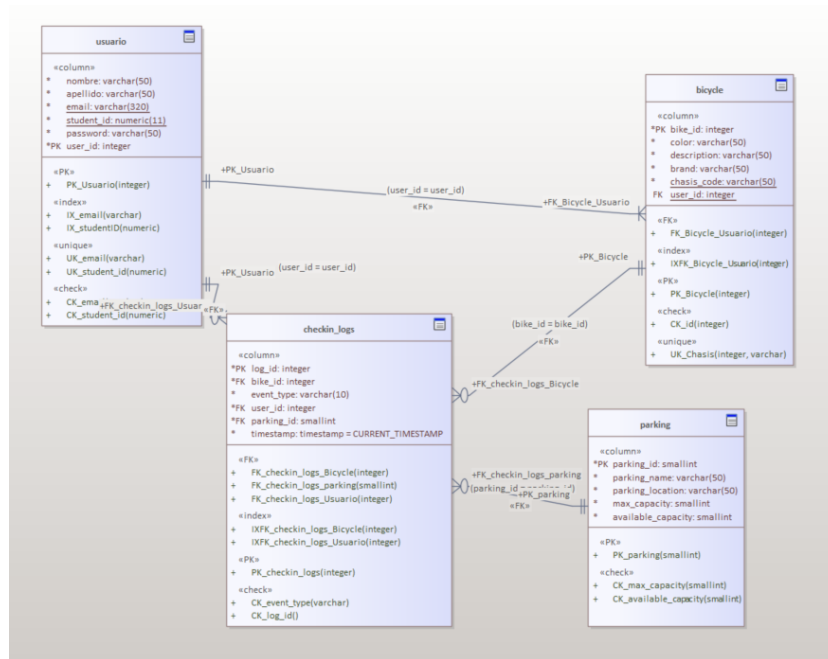 usuario
«column»
* nombre: varchar(50)
* apellido: varchar(50)
* email: varchar(320)
* student_id: numeric(11)
* password: varchar(50)
*PK user_id: integer
«PK»
+ PK_Usuario(integer)
«index»
+ IX_email(varchar)
+ IX_studentID(numeric)
«unique»
+ UK_email(varchar)
+ UK_student_id(numeric)
«check»
+ CK_ema
+ CK_student_id(numeric)
+PK_Usuario
(user_id = user_id)
«FK»
+FK_Bicycle_Usuario
bicycle
«column»
*PK bike_id: integer
* color: varchar(50)
* description: varchar(50)
* brand: varchar(50)
* chasis_code: varchar(50)
FK user_id: integer
«FK»
+ FK_Bicycle_Usuario(integer)
«index»
+ IXFK_Bicycle_Usuario(integer)
«PK»
+ PK_Bicycle(integer)
«check»
+ CK_id(integer)
«unique»
+ UK_Chasis(integer, varchar)
+PK_Usuario
(user_id = user_id)
+FK_checkin_logs_Usuar
«FK»
+PK_Bicycle
(bike_id = bike_id)
«FK»
+FK_checkin_logs_Bicycle
checkin_logs
«column»
*PK log_id: integer
*FK bike_id: integer
* event_type: varchar(10)
*FK user_id: integer
*FK parking_id: smallint
* timestamp: timestamp = CURRENT_TIMESTAMP
«FK»
+ FK_checkin_logs_Bicycle(integer)
+ FK_checkin_logs_parking(smallint)
+ FK_checkin_logs_Usuario(integer)
«index»
+ IXFK_checkin_logs_Bicycle(integer)
+ IXFK_checkin_logs_Usuario(integer)
«PK»
+ PK_checkin_logs(integer)
«check»
+ CK_event_type(varchar)
+ CK_log_id()
+FK_checkin_logs_parking
(parking_id
+PK_parking
«FK»
parking
«column»
*PK parking_id: smallint
* parking_name: varchar(50)
* parking_location: varchar(50)
* max_capacity: smallint
* available_capacity: smallint
«PK»
+ PK_parking(smallint)
«check»
+ CK_max_capacity(smallint)
+ CK_available_capacity(smallint)